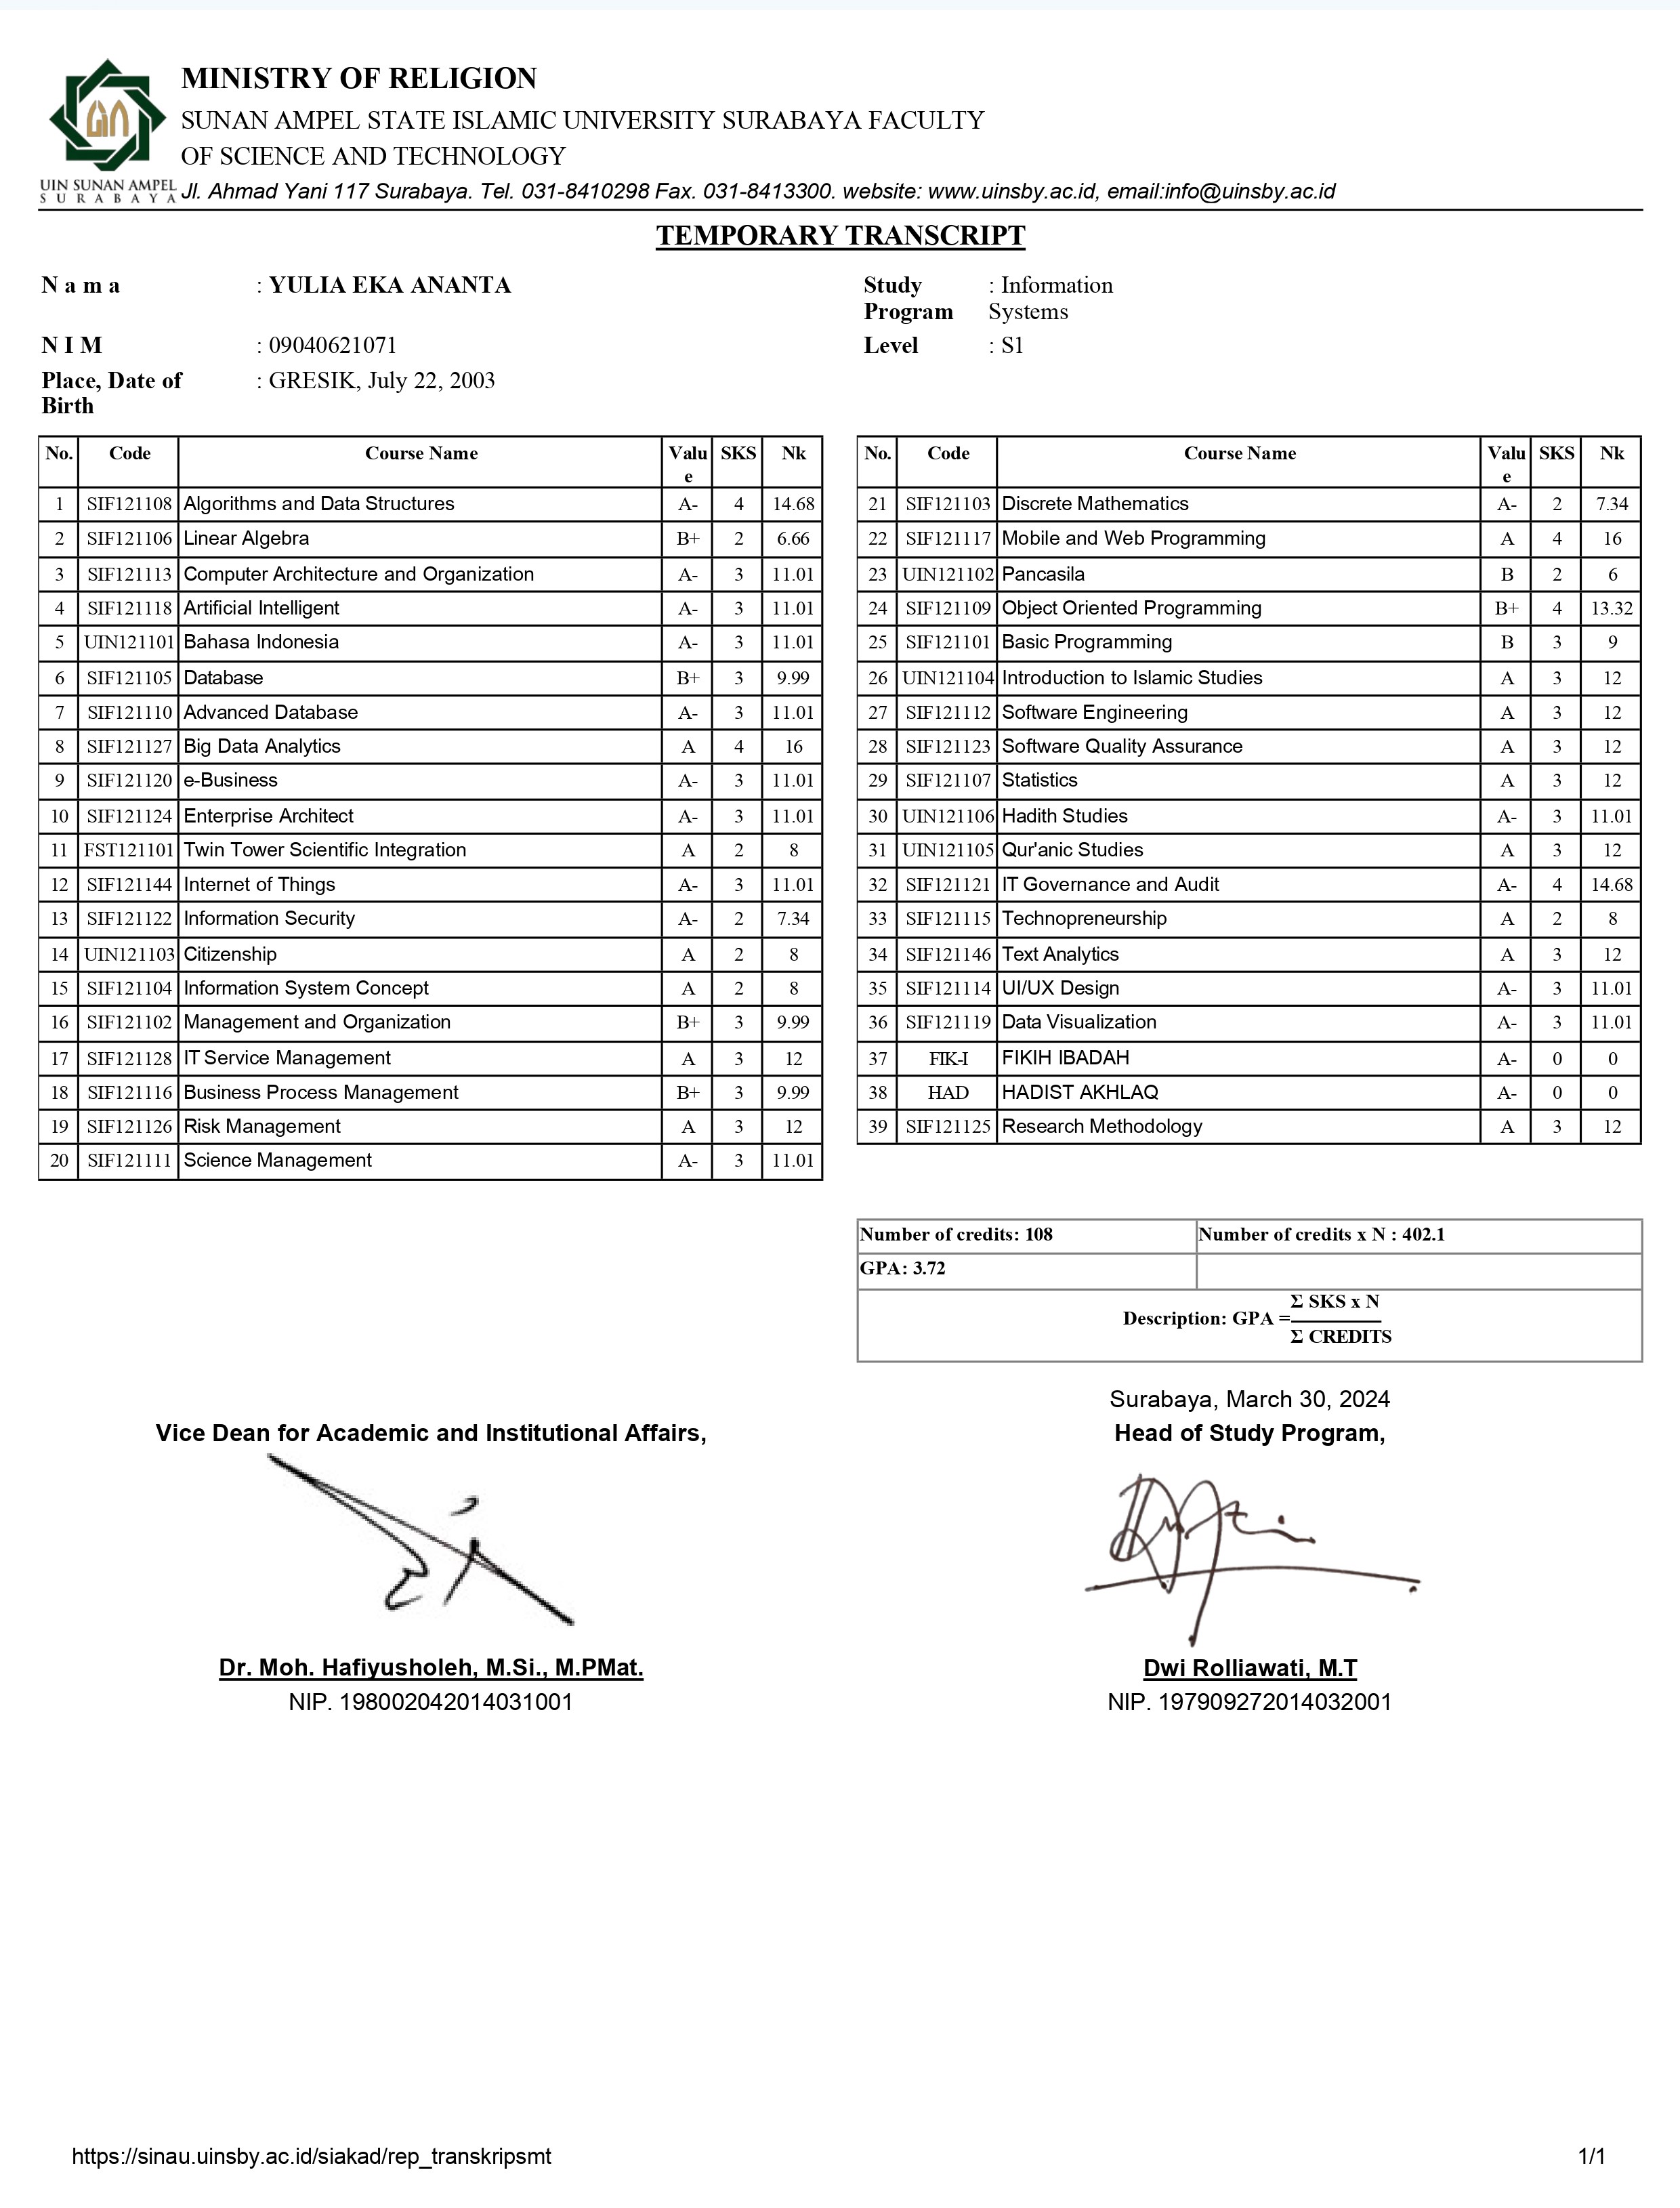 MINISTRY OF RELIGION
SUNAN AMPEL STATE ISLAMIC UNIVERSITY SURABAYA FACULTY
OF SCIENCE AND TECHNOLOGY
UIN SUNAN AMPEL
S U R A B A Y A
Jl. Ahmad Yani 117 Surabaya. Tel. 031-8410298 Fax. 031-8413300. website: www.uinsby.ac.id, email:info@uinsby.ac.id
TEMPORARY TRANSCRIPT
N a m a : YULIA EKA ANANTA
N I M : 09040621071
Place, Date of : GRESIK, July 22, 2003
Birth
Study : Information
Program Systems
Level : S1
No. Code Course Name Valu SKS Nk
e
1 SIF121108 Algorithms and Data Structures A- 4 14.68
2 SIF121106 Linear Algebra B+ 2 6.66
3 SIF121113 Computer Architecture and Organization A- 3 11.01
4 SIF121118 Artificial Intelligent A- 3 11.01
5 UIN121101 Bahasa Indonesia A- 3 11.01
6 SIF121105 Database B+ 3 9.99
7 SIF121110 Advanced Database A- 3 11.01
8 SIF121127 Big Data Analytics A 4 16
9 SIF121120 e-Business A- 3 11.01
10 SIF121124 Enterprise Architect A- 3 11.01
11 FST121101 Twin Tower Scientific Integration A 2 8
12 SIF121144 Internet of Things A- 3 11.01
13 SIF121122 Information Security A- 2 7.34
14 UIN121103 Citizenship A 2 8
15 SIF121104 Information System Concept A 2 8
16 SIF121102 Management and Organization B+ 3 9.99
17 SIF121128 IT Service Management A 3 12
18 SIF121116 Business Process Management B+ 3 9.99
19 SIF121126 Risk Management A 3 12
20 SIF121111 Science Management A- 3 11.01
No. Code Course Name Valu SKS Nk
e
21 SIF121103 Discrete Mathematics A- 2 7.34
22 SIF121117 Mobile and Web Programming A 4 16
23 UIN121102 Pancasila B 2 6
24 SIF121109 Object Oriented Programming B+ 4 13.32
25 SIF121101 Basic Programming B 3 9
26 UIN121104 Introduction to Islamic Studies A 3 12
27 SIF121112 Software Engineering A 3 12
28 SIF121123 Software Quality Assurance A 3 12
29 SIF121107 Statistics A 3 12
30 UIN121106 Hadith Studies A- 3 11.01
31 UIN121105 Qur'anic Studies A 3 12
32 SIF121121 IT Governance and Audit A- 4 14.68
33 SIF121115 Technopreneurship A 2 8
34 SIF121146 Text Analytics A 3 12
35 SIF121114 UI/UX Design A- 3 11.01
36 SIF121119 Data Visualization A- 3 11.01
37 FIK-I FIKIH IBADAH A- 0 0
38 HAD HADIST AKHLAQ A- 0 0
39 SIF121125 Research Methodology A 3 12
Number of credits: 108 Number of credits x N : 402.1
GPA: 3.72
Σ SKS x N
Description: GPA =
Σ CREDITS
Surabaya, March 30, 2024
Vice Dean for Academic and Institutional Affairs,
Head of Study Program,
Dr. Moh. Hafiyusholeh, M.Si., M.PMat.
NIP. 198002042014031001
Dwi Rolliawati, M.T
NIP. 197909272014032001
https://sinau.uinsby.ac.id/siakad/rep_transkripsmt 1/1